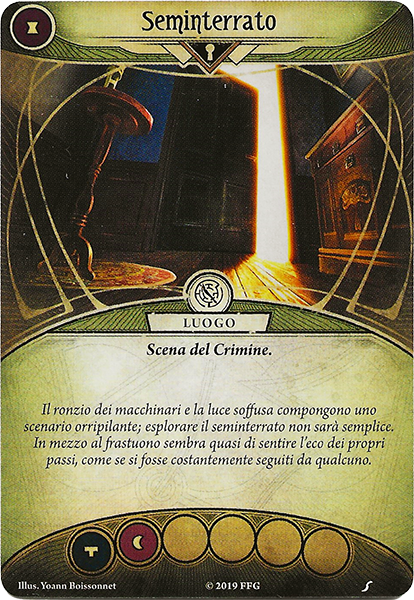 Seminterrato
LUOGO
Scena del Crimine.
Il ronzio dei macchinari e la luce soffusa compongono uno
scenario orripilante; esplorare il seminterrato non sarà semplice.
In mezzo al frastuono sembra quasi di sentire l'eco dei propri
passi, come se si fosse costantemente seguiti da qualcuno.
Illus. Yoann Boissonnet
© 2019 FFG